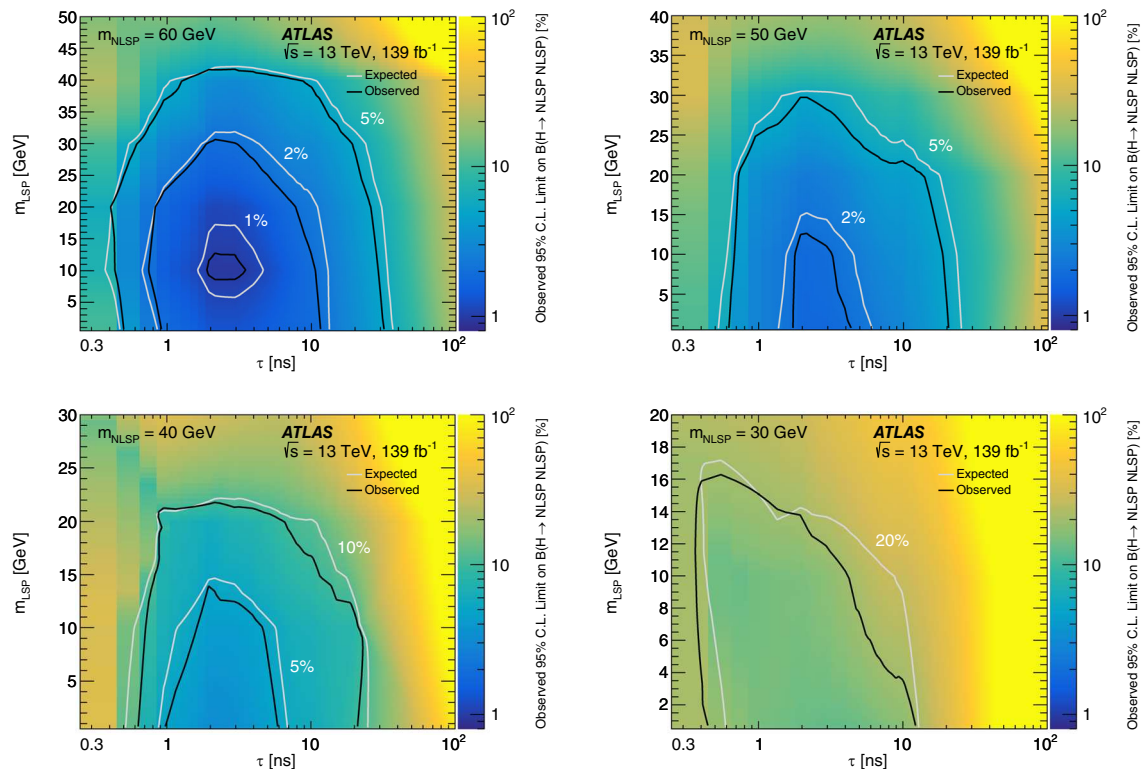 m_NLSP = 60 GeV
ATLAS
√s = 13 TeV, 139 fb⁻¹
Expected
Observed
5%
2%
1%
50
45
40
35
30
25
20
15
10
5
m_LSP [GeV]
0.3
1
10
10²
τ [ns]
10²
10
1
Observed 95% C.L. Limit on B(H→ NLSP NLSP) [%]
m_NLSP = 50 GeV
ATLAS
√s = 13 TeV, 139 fb⁻¹
Expected
Observed
5%
2%
40
35
30
25
20
15
10
5
m_LSP [GeV]
0.3
1
10
10²
τ [ns]
10²
10
1
Observed 95% C.L. Limit on B(H→ NLSP NLSP) [%]
m_NLSP = 40 GeV
ATLAS
√s = 13 TeV, 139 fb⁻¹
Expected
Observed
10%
5%
30
25
20
15
10
5
m_LSP [GeV]
0.3
1
10
10²
τ [ns]
10²
10
1
Observed 95% C.L. Limit on B(H→ NLSP NLSP) [%]
m_NLSP = 30 GeV
ATLAS
√s = 13 TeV, 139 fb⁻¹
Expected
Observed
20%
20
18
16
14
12
10
8
6
4
2
m_LSP [GeV]
0.3
1
10
10²
τ [ns]
10²
10
1
Observed 95% C.L. Limit on B(H→ NLSP NLSP) [%]